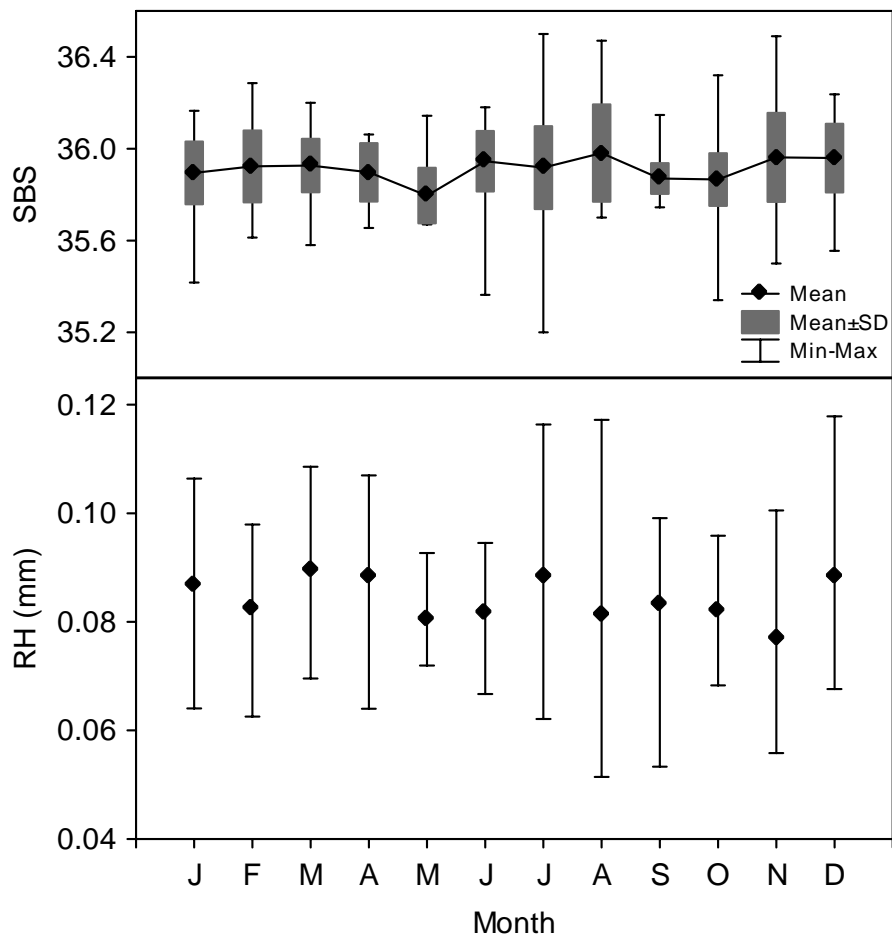 36.4
36.0
35.6
35.2
SBS
Mean
Mean±SD
Min-Max
0.12
0.10
0.08
0.06
0.04
RH (mm)
J F M A M J J A S O N D
Month